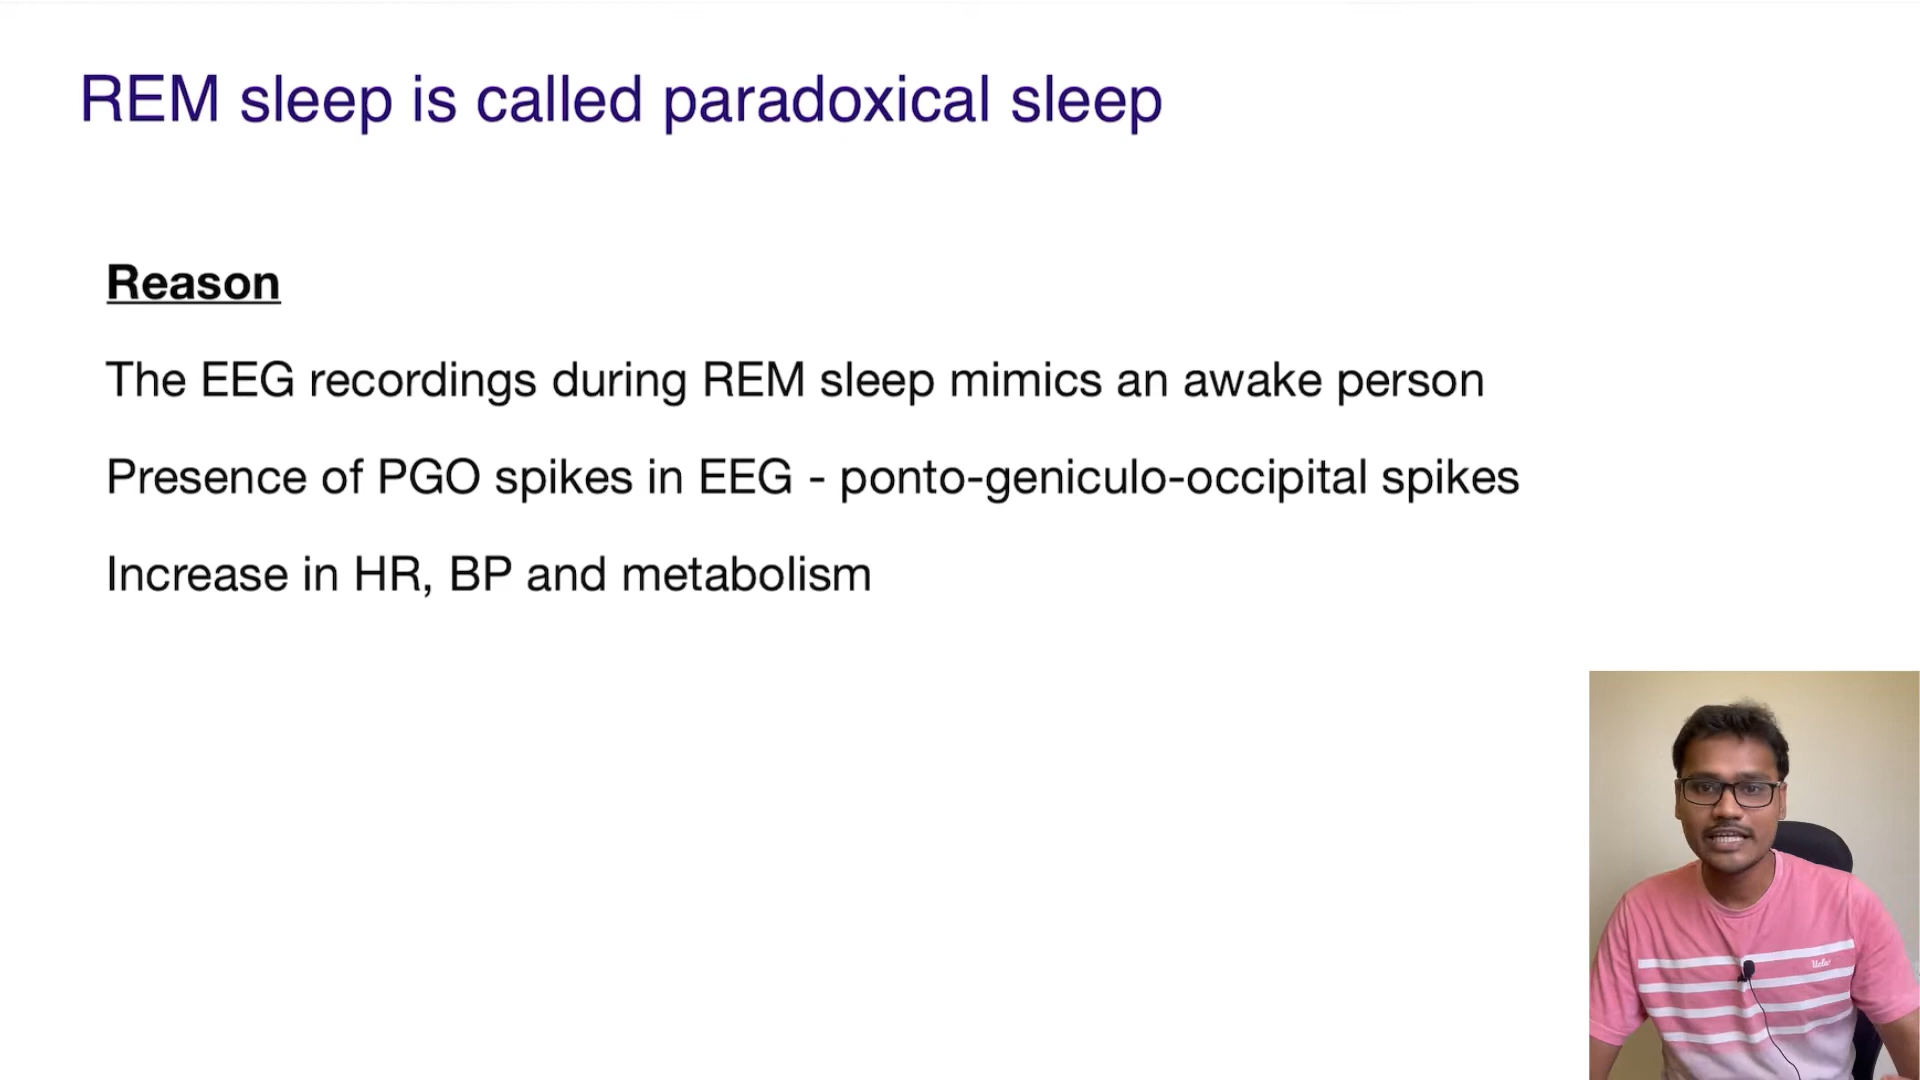 REM sleep is called paradoxical sleep
Reason
The EEG recordings during REM sleep mimics an awake person
Presence of PGO spikes in EEG - ponto-geniculo-occipital spikes
Increase in HR, BP and metabolism